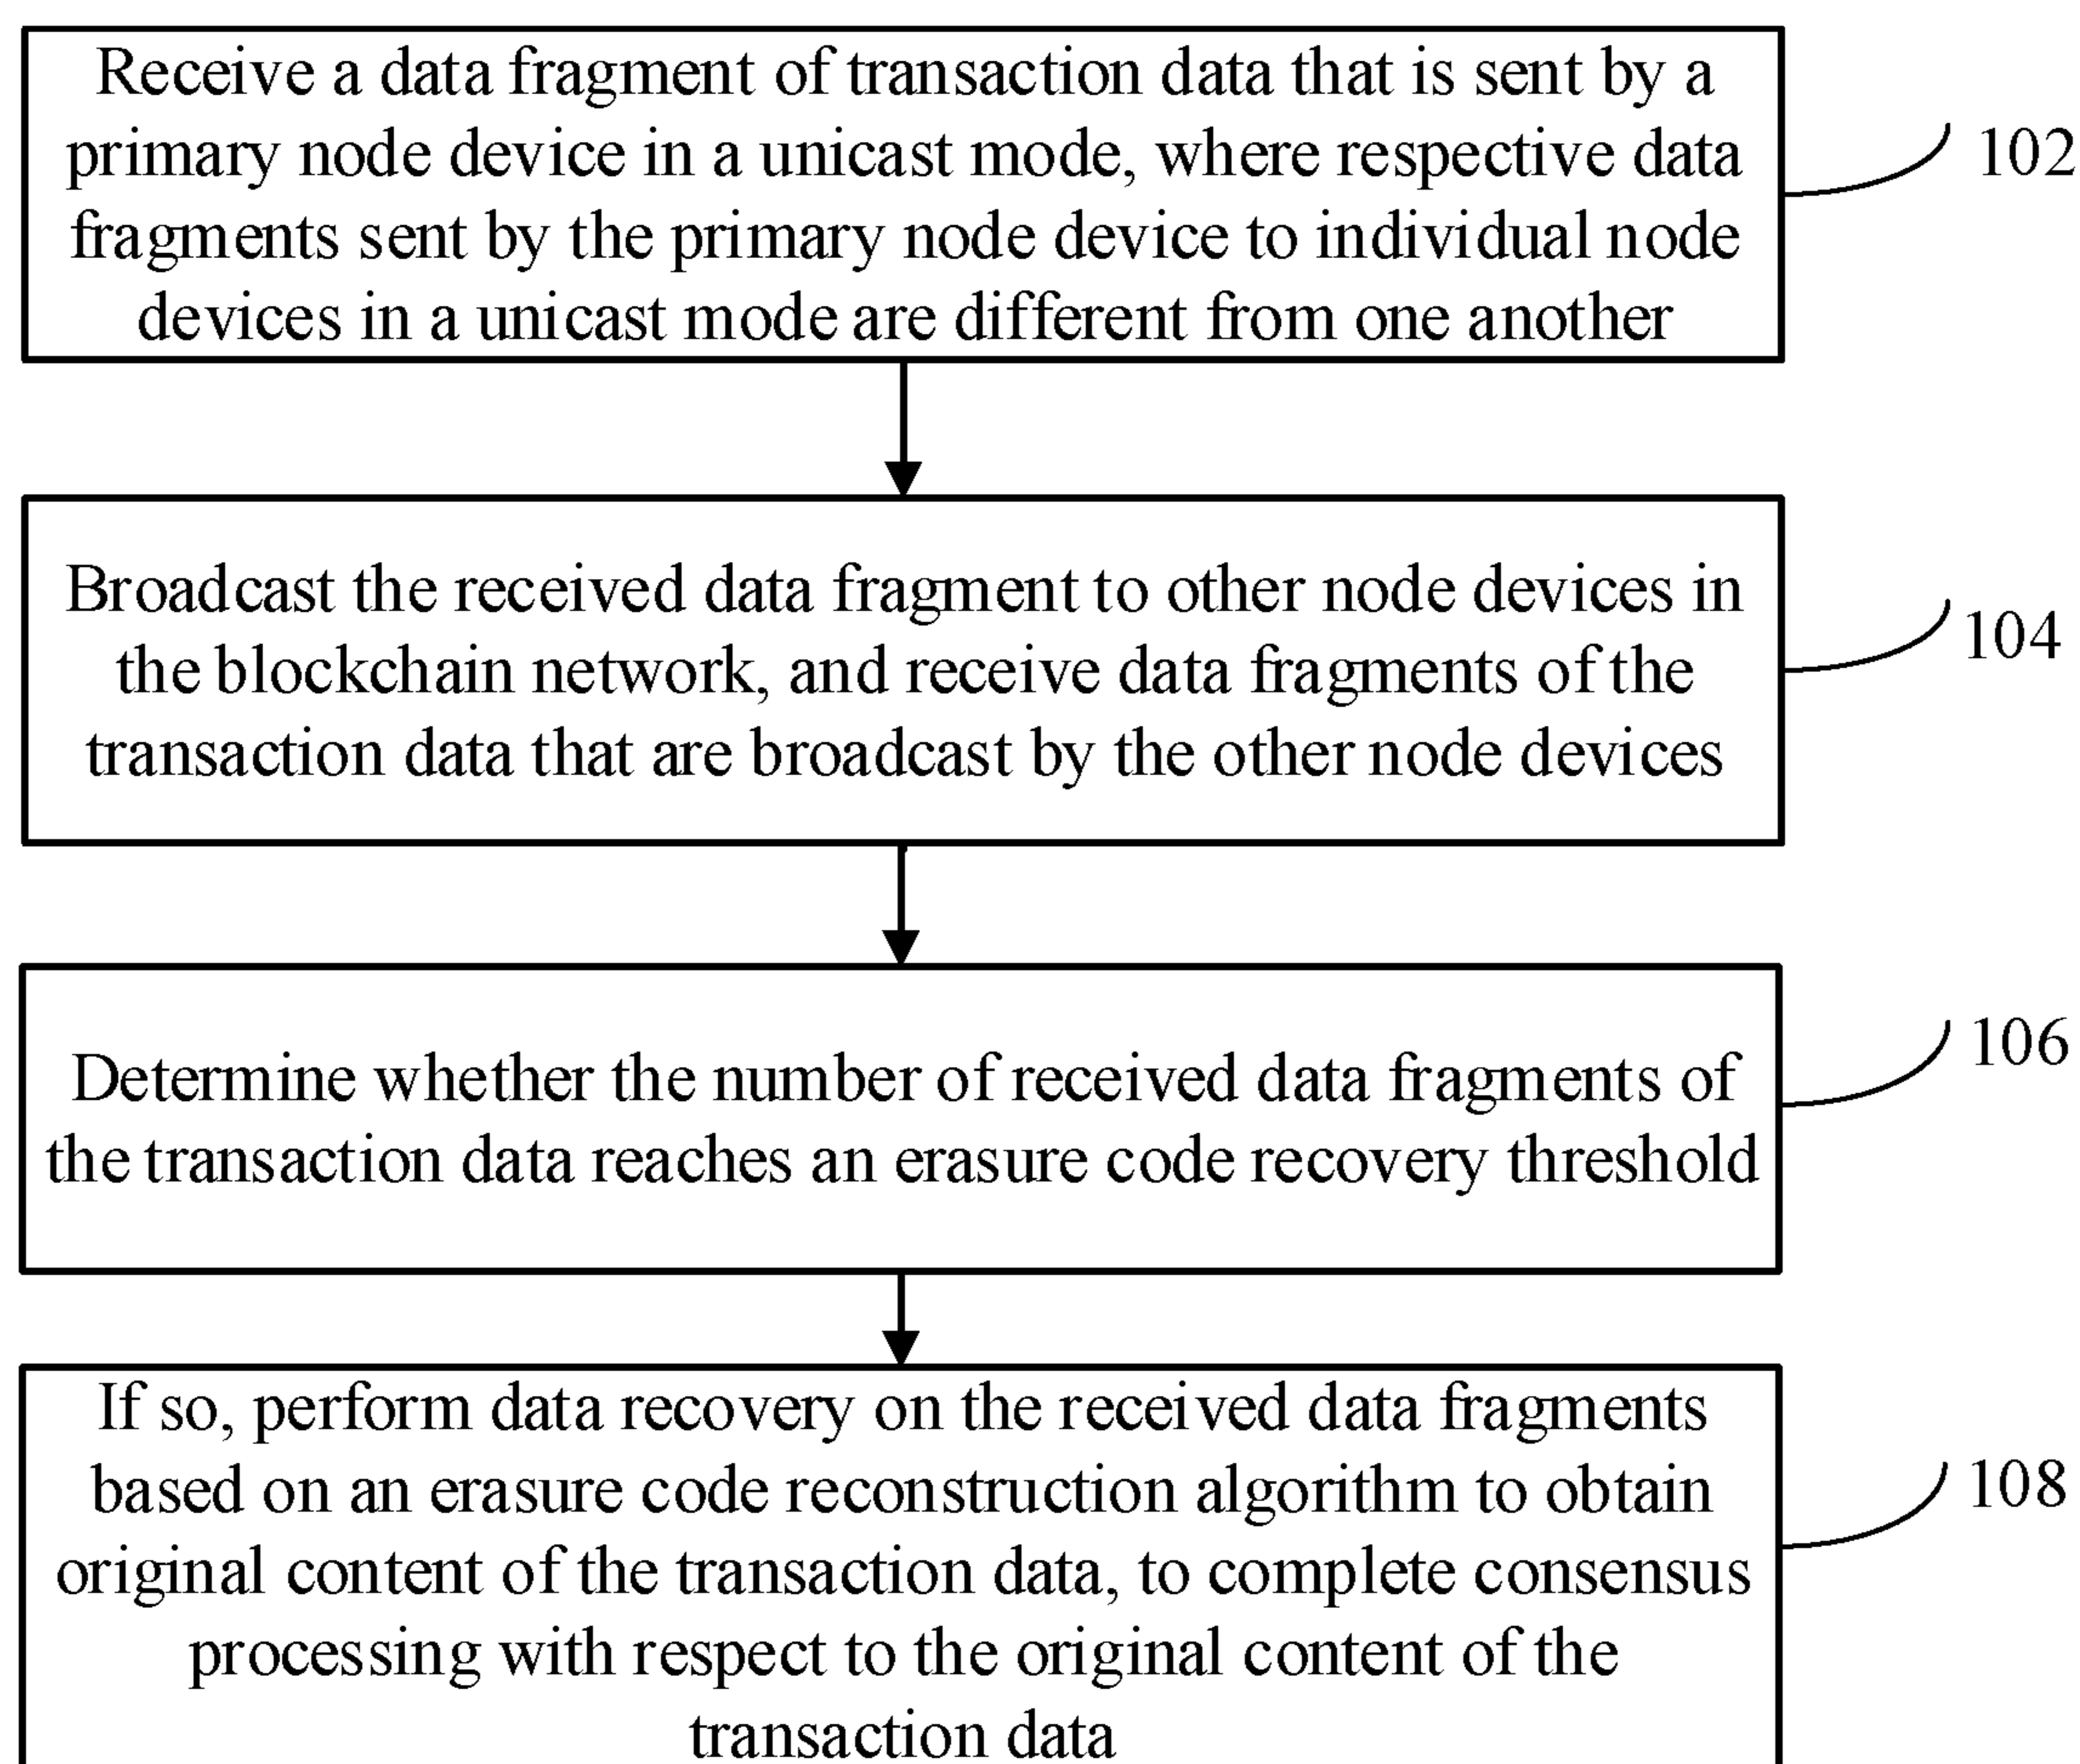 Receive a data fragment of transaction data that is sent by a
primary node device in a unicast mode, where respective data
fragments sent by the primary node device to individual node
devices in a unicast mode are different from one another
102
Broadcast the received data fragment to other node devices in
the blockchain network, and receive data fragments of the
transaction data that are broadcast by the other node devices
104
Determine whether the number of received data fragments of
the transaction data reaches an erasure code recovery threshold
106
If so, perform data recovery on the received data fragments
based on an erasure code reconstruction algorithm to obtain
original content of the transaction data, to complete consensus
processing with respect to the original content of the
transaction data
108